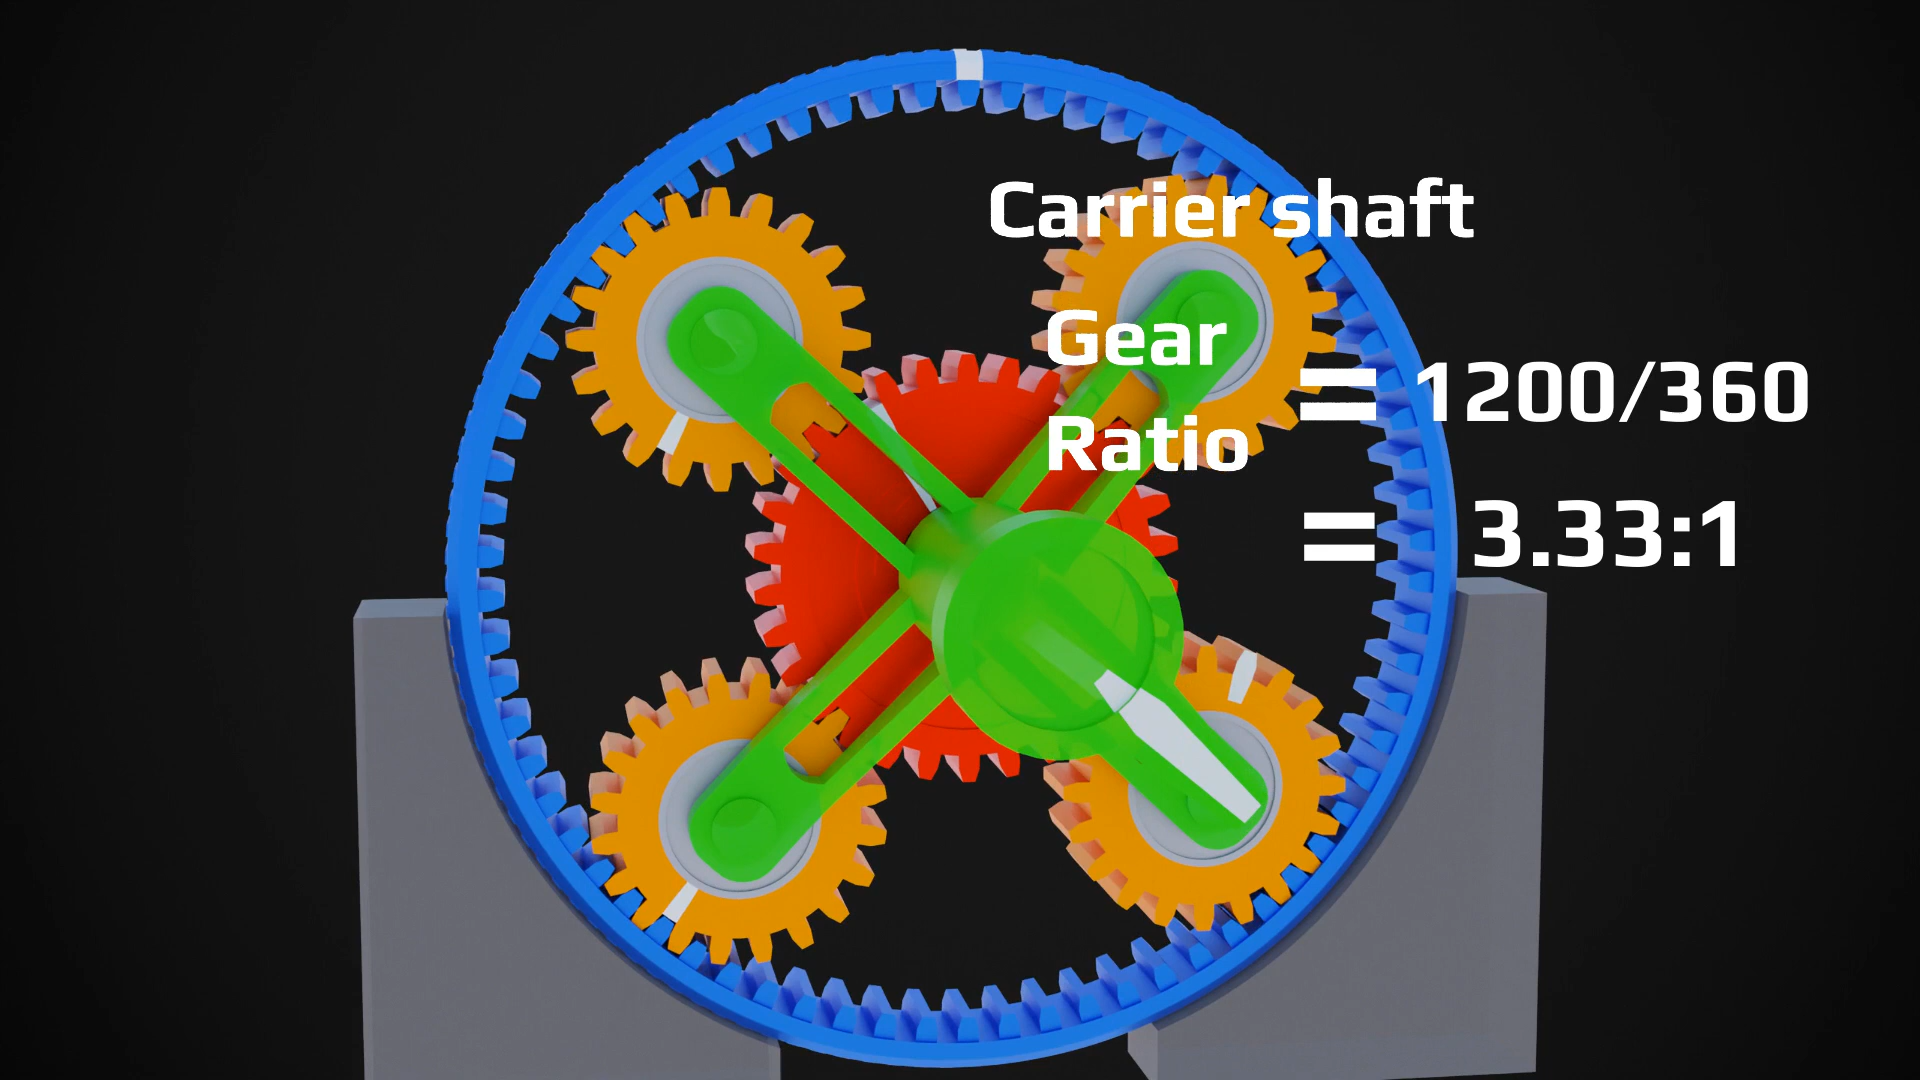 Carrier shaft
Gear
Ratio
= 1200/360
= 3.33:1